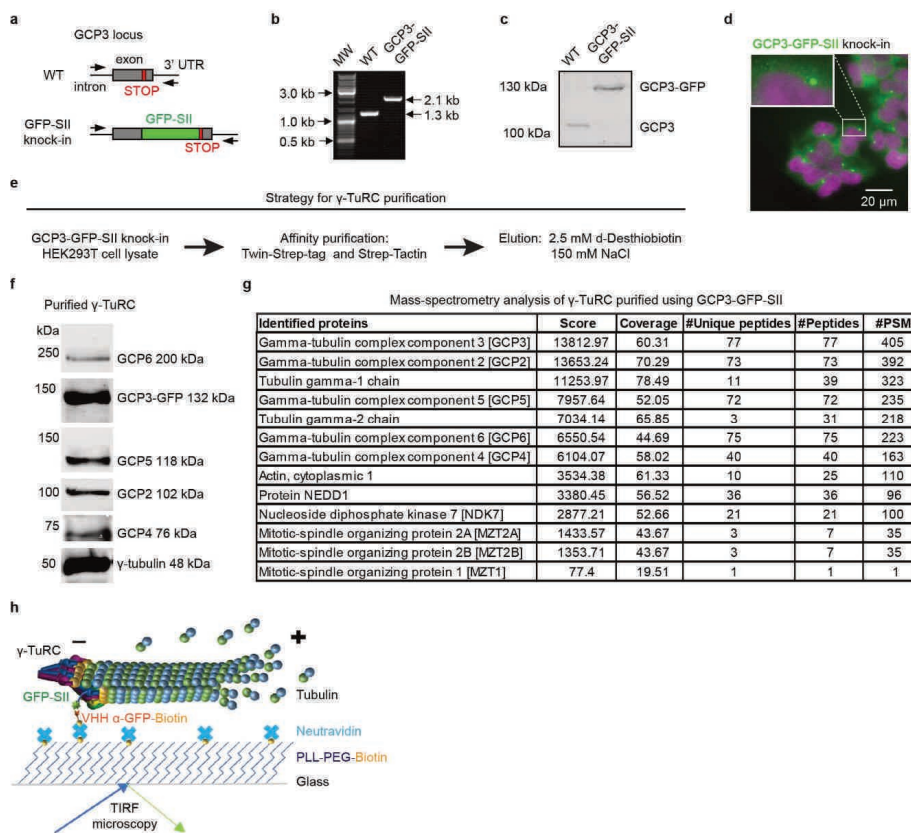 a
GCP3 locus
exon
3' UTR
WT
intron
STOP
GFP-SII
GFP-SII
knock-in
STOP
b
MW
WT
GCP3-
GFP-SII
3.0 kb
2.1 kb
1.3 kb
1.0 kb
0.5 kb
c
WT
GCP3-
GFP-SII
130 kDa
GCP3-GFP
100 kDa
GCP3
d
GCP3-GFP-SII knock-in
20 µm
e
Strategy for γ-TuRC purification
GCP3-GFP-SII knock-in
HEK293T cell lysate
Affinity purification:
Twin-Strep-tag and Strep-Tactin
Elution: 2.5 mM d-Desthiobiotin
150 mM NaCl
f
Purified γ-TuRC
kDa
250
GCP6 200 kDa
150
GCP3-GFP 132 kDa
150
GCP5 118 kDa
100
GCP2 102 kDa
75
GCP4 76 kDa
50
γ-tubulin 48 kDa
g
Mass-spectrometry analysis of γ-TuRC purified using GCP3-GFP-SII
Identified proteins Score Coverage #Unique peptides #Peptides #PSM
Gamma-tubulin complex component 3 [GCP3] 13812.97 60.31 77 77 405
Gamma-tubulin complex component 2 [GCP2] 13653.24 70.29 73 73 392
Tubulin gamma-1 chain 11253.97 78.49 11 39 323
Gamma-tubulin complex component 5 [GCP5] 7957.64 52.05 72 72 235
Tubulin gamma-2 chain 7034.14 65.85 3 31 218
Gamma-tubulin complex component 6 [GCP6] 6550.54 44.69 75 75 223
Gamma-tubulin complex component 4 [GCP4] 6104.07 58.02 40 40 163
Actin, cytoplasmic 1 3534.38 61.33 10 25 110
Protein NEDD1 3380.45 56.52 36 36 96
Nucleoside diphosphate kinase 7 [NDK7] 2877.21 52.66 21 21 100
Mitotic-spindle organizing protein 2A [MZT2A] 1433.57 43.67 3 7 35
Mitotic-spindle organizing protein 2B [MZT2B] 1353.71 43.67 3 7 35
Mitotic-spindle organizing protein 1 [MZT1] 77.4 19.51 1 1 1
h
− +
γ-TuRC
GFP-SII
Tubulin
VHH α-GFP-Biotin
Neutravidin
PLL-PEG-Biotin
Glass
TIRF
microscopy